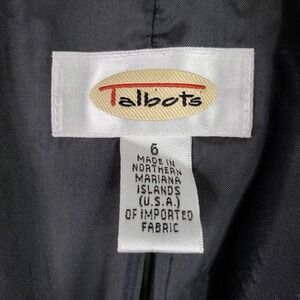 Talbots
6
MADE IN
NORTHERN
MARIANA
ISLANDS
(U.S.A.)
OF IMPORTED
FABRIC